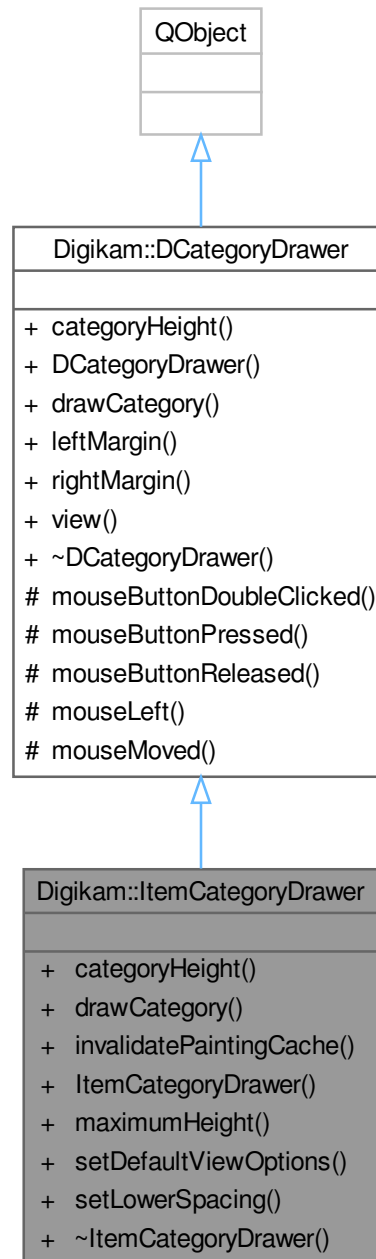 QObject
Digikam::DCategoryDrawer
+ categoryHeight()
+ DCategoryDrawer()
+ drawCategory()
+ leftMargin()
+ rightMargin()
+ view()
+ ~DCategoryDrawer()
# mouseButtonDoubleClicked()
# mouseButtonPressed()
# mouseButtonReleased()
# mouseLeft()
# mouseMoved()
Digikam::ItemCategoryDrawer
+ categoryHeight()
+ drawCategory()
+ invalidatePaintingCache()
+ ItemCategoryDrawer()
+ maximumHeight()
+ setDefaultViewOptions()
+ setLowerSpacing()
+ ~ItemCategoryDrawer()